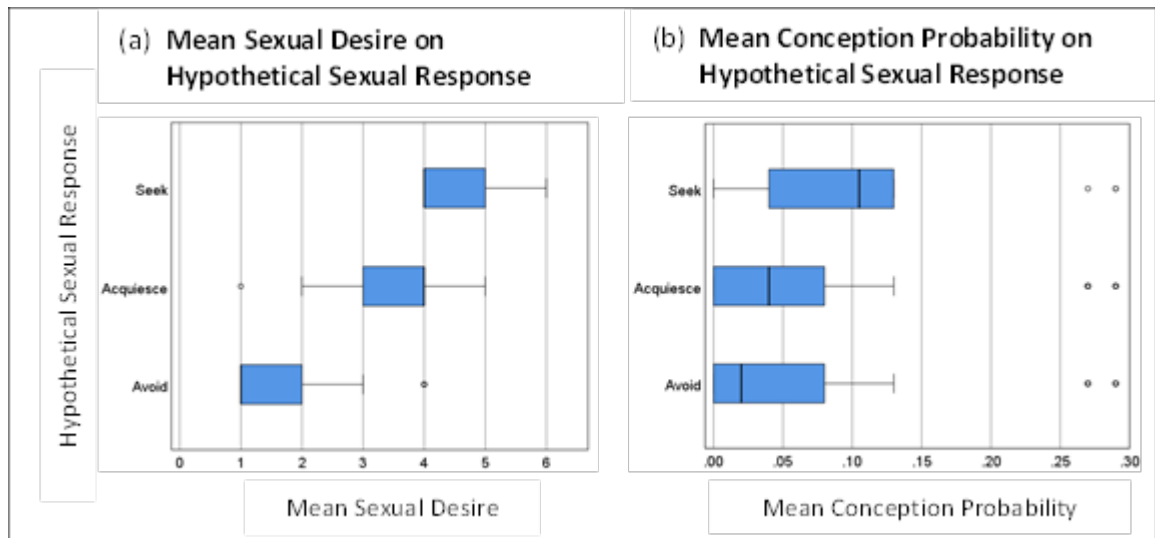 (a) Mean Sexual Desire on
Hypothetical Sexual Response
(b) Mean Conception Probability on
Hypothetical Sexual Response
Hypothetical Sexual Response
Seek
Acquiesce
Avoid
0 1 2 3 4 5 6
Mean Sexual Desire
Seek
Acquiesce
Avoid
.00 .05 .10 .15 .20 .25 .30
Mean Conception Probability